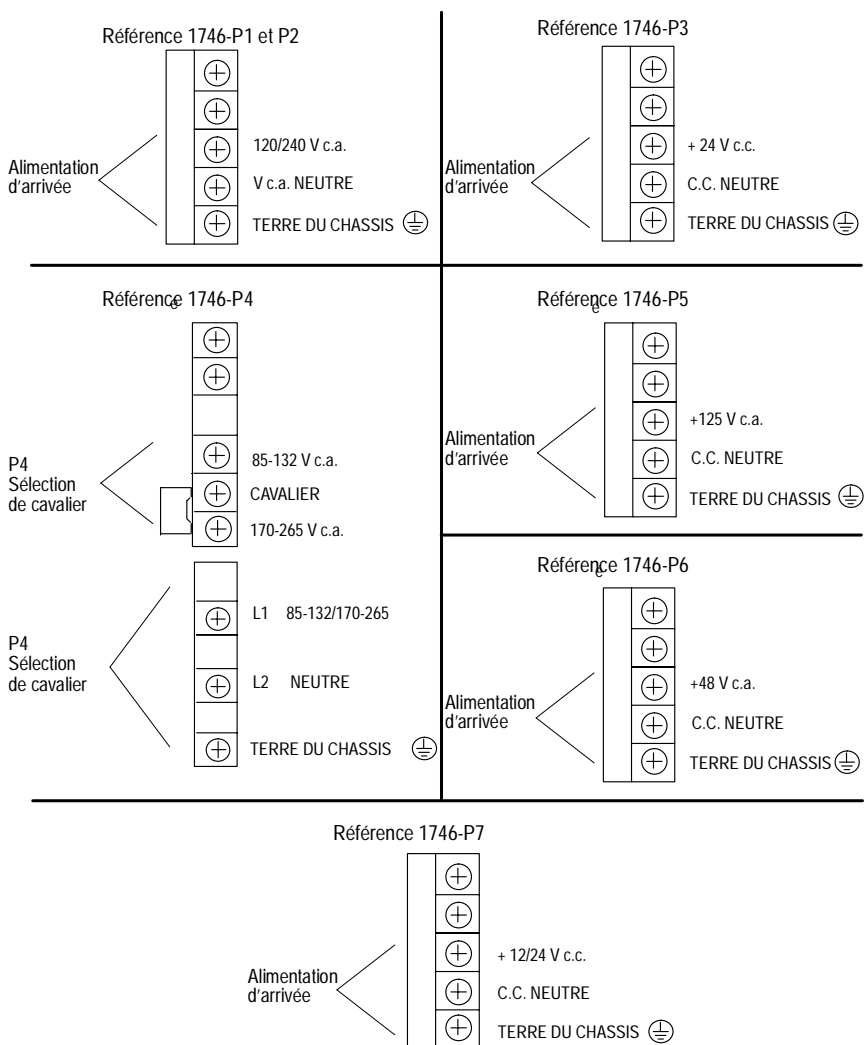 Référence 1746-P1 et P2
120/240 V c.a.
Alimentation
d'arrivée
V c.a. NEUTRE
TERRE DU CHASSIS
Référence 1746-P3
+ 24 V c.c.
Alimentation
d'arrivée
C.C. NEUTRE
TERRE DU CHASSIS
Référence 1746-P4
e
P4
Sélection
de cavalier
85-132 V c.a.
CAVALIER
170-265 V c.a.
P4
Sélection
de cavalier
L1 85-132/170-265
L2 NEUTRE
TERRE DU CHASSIS
Référence 1746-P5
e
+125 V c.a.
Alimentation
d'arrivée
C.C. NEUTRE
TERRE DU CHASSIS
Référence 1746-P6
e
+48 V c.a.
Alimentation
d'arrivée
C.C. NEUTRE
TERRE DU CHASSIS
Référence 1746-P7
+ 12/24 V c.c.
Alimentation
d'arrivée
C.C. NEUTRE
TERRE DU CHASSIS